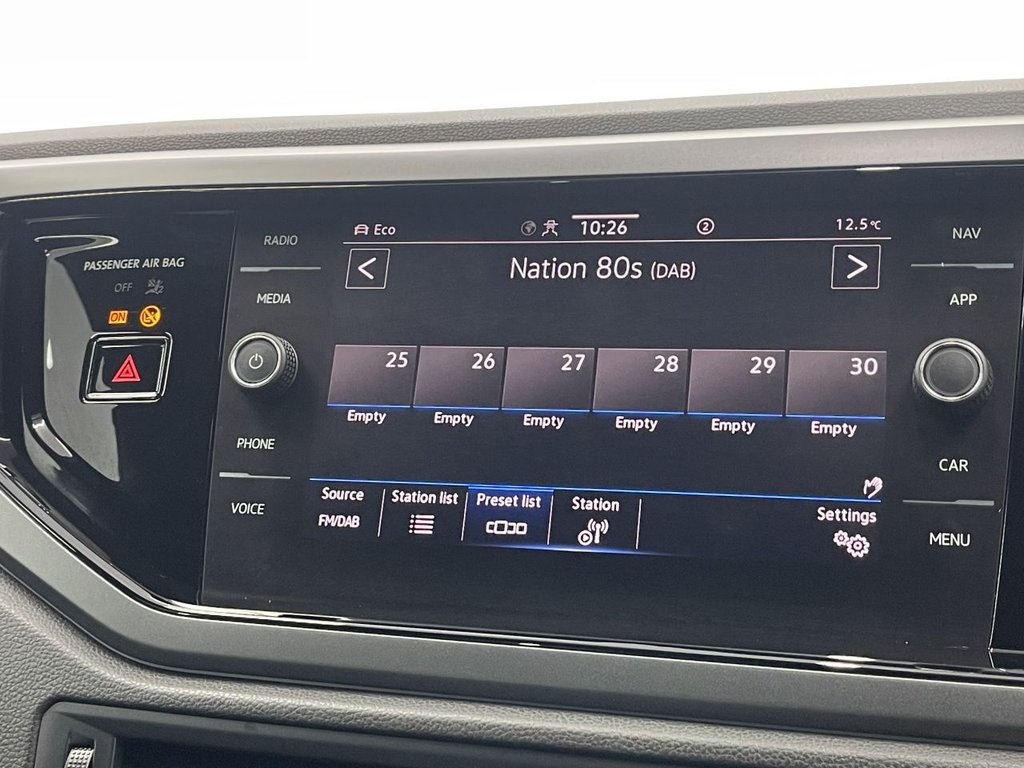 Eco
10:26
2
12.5°C
RADIO
NAV
PASSENGER AIR BAG
OFF
2
ON
MEDIA
Nation 80s (DAB)
APP
25 26 27 28 29 30
Empty Empty Empty Empty Empty Empty
PHONE
CAR
VOICE
MENU
Source
FM/DAB
Station list
Preset list
Station
Settings